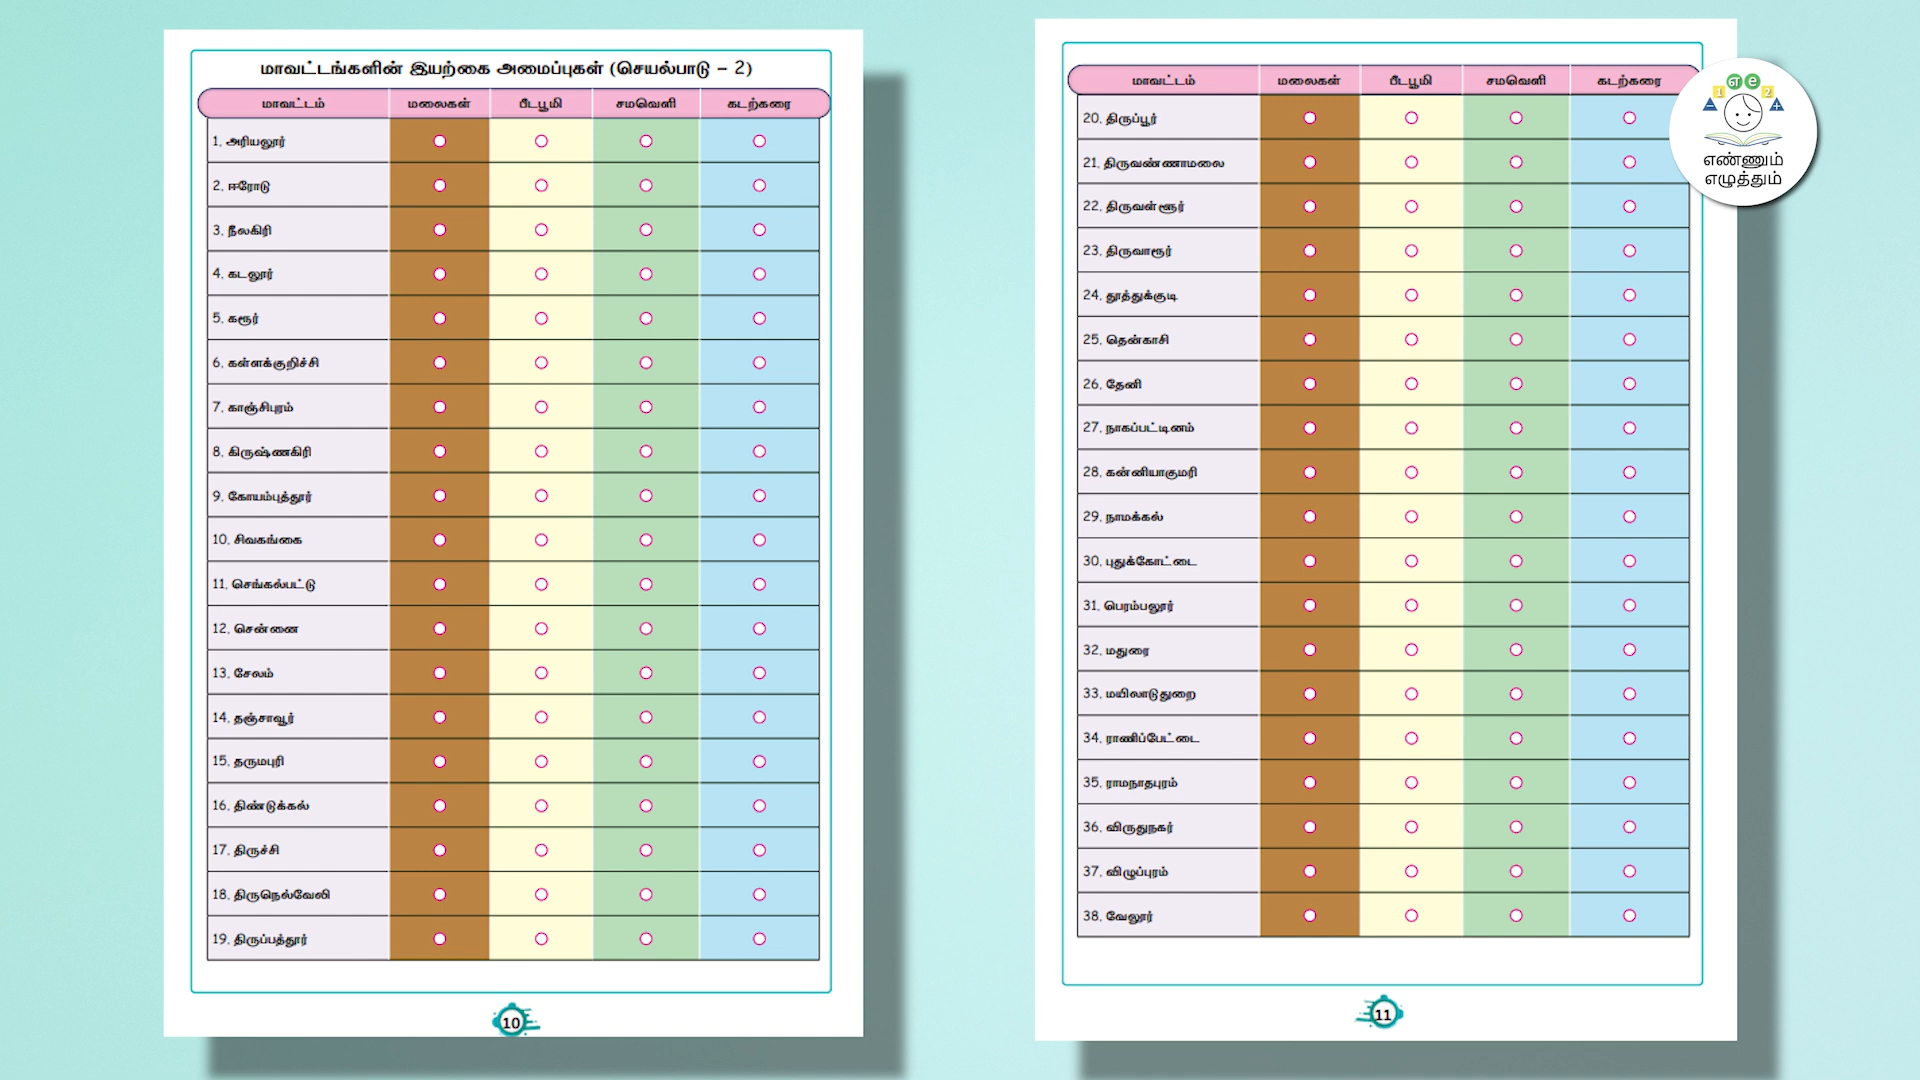 மாவட்டங்களின் இயற்கை அமைப்புகள் (செயல்பாடு – 2)
மாவட்டம் மலைகள் பீடபூமி சமவெளி கடற்கரை
1. அரியலூர்
2. ஈரோடு
3. நீலகிரி
4. கடலூர்
5. கரூர்
6. கள்ளக்குறிச்சி
7. காஞ்சிபுரம்
8. கிருஷ்ணகிரி
9. கோயம்புத்தூர்
10. சிவகங்கை
11. செங்கல்பட்டு
12. சென்னை
13. சேலம்
14. தஞ்சாவூர்
15. தருமபுரி
16. திண்டுக்கல்
17. திருச்சி
18. திருநெல்வேலி
19. திருப்பத்தூர்
10
மாவட்டம் மலைகள் பீடபூமி சமவெளி கடற்கரை
20. திருப்பூர்
21. திருவண்ணாமலை
22. திருவள்ளூர்
23. திருவாரூர்
24. தூத்துக்குடி
25. தென்காசி
26. தேனி
27. நாகப்பட்டினம்
28. கன்னியாகுமரி
29. நாமக்கல்
30. புதுக்கோட்டை
31. பெரம்பலூர்
32. மதுரை
33. மயிலாடுதுறை
34. ராணிப்பேட்டை
35. ராமநாதபுரம்
36. விருதுநகர்
37. விழுப்புரம்
38. வேலூர்
11
எ e
1 2
எண்ணும்
எழுத்தும்